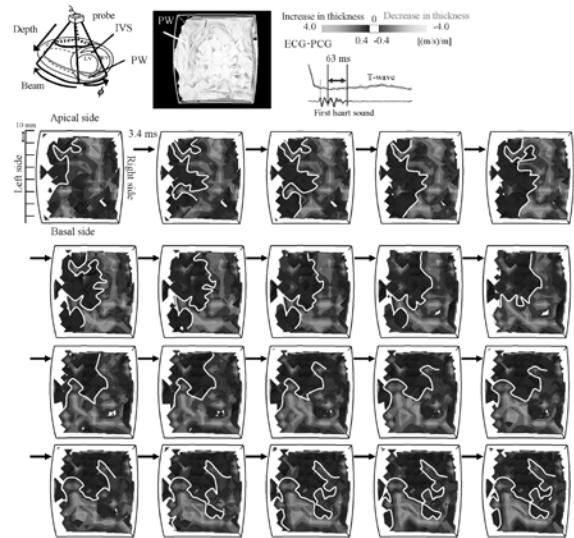 probe
Depth
IVS
LV
RV
PW
Beam
PW
Increase in thickness 0 Decrease in thickness
4.0 -4.0
0.4 -0.4 [(m/s)/m]
ECG-PCG
63 ms
T-wave
First heart sound
Apical side
10 mm
3.4 ms
Left side
Right side
Basal side